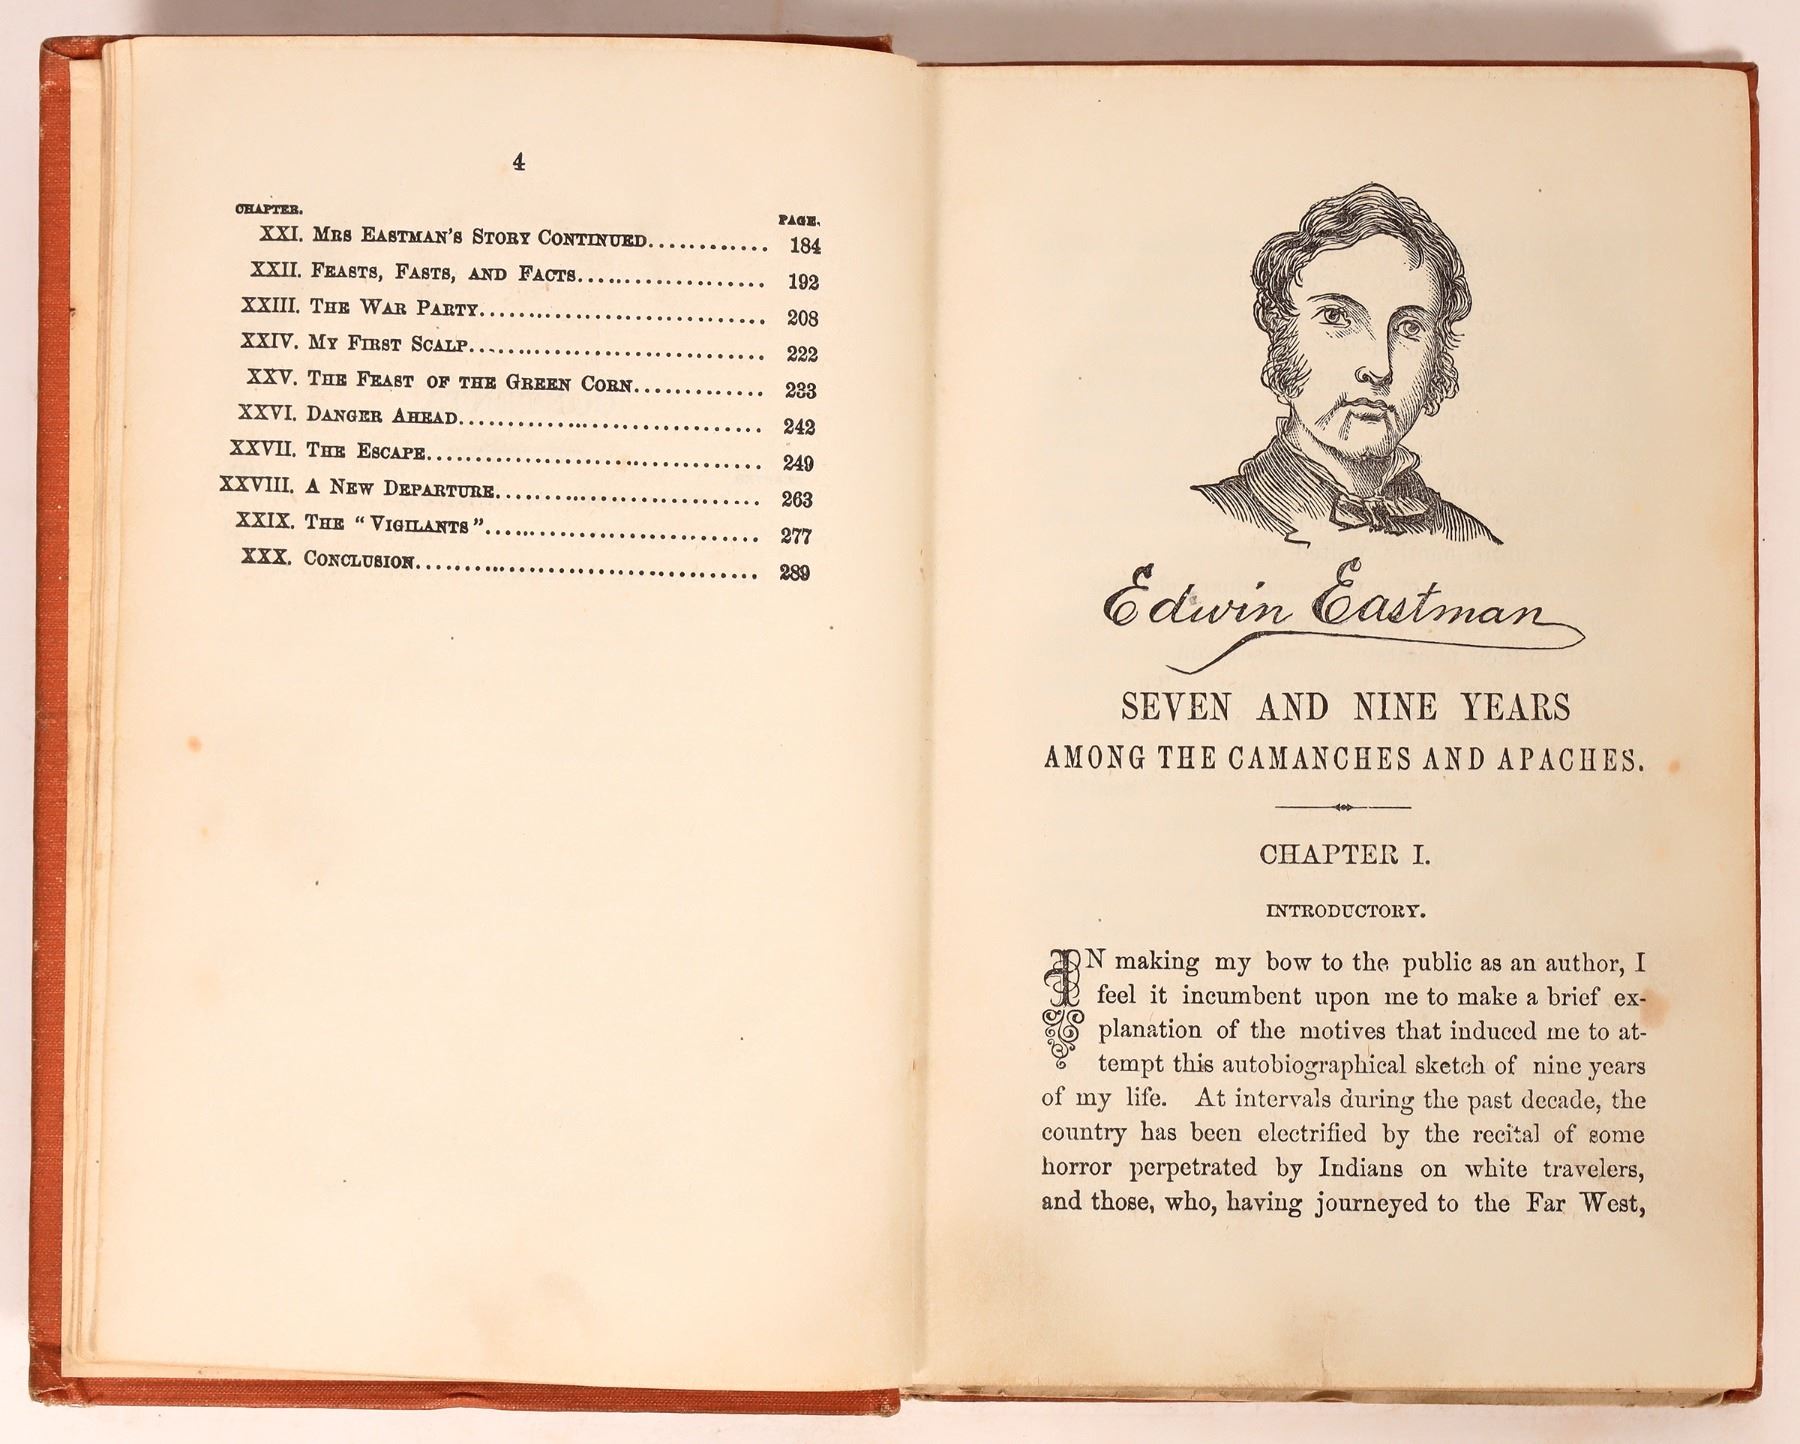 4
CHAPTER. PAGE.
XXI. MRS EASTMAN'S STORY CONTINUED............ 184
XXII. FEASTS, FASTS, AND FACTS.................. 192
XXIII. THE WAR PARTY............................ 208
XXIV. MY FIRST SCALP............................. 222
XXV. THE FEAST OF THE GREEN CORN............. 233
XXVI. DANGER AHEAD.............................. 242
XXVII. THE ESCAPE................................ 249
XXVIII. A NEW DEPARTURE.......................... 263
XXIX. THE "VIGILANTS"........................... 277
XXX. CONCLUSION................................. 289
Edwin Eastman
SEVEN AND NINE YEARS
AMONG THE CAMANCHES AND APACHES.
CHAPTER I.
INTRODUCTORY.
IN making my bow to the public as an author, I
feel it incumbent upon me to make a brief ex-
planation of the motives that induced me to at-
tempt this autobiographical sketch of nine years
of my life. At intervals during the past decade, the
country has been electrified by the recital of some
horror perpetrated by Indians on white travelers,
and those, who, having journeyed to the Far West,